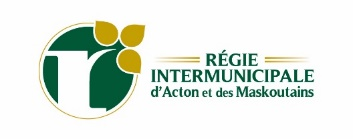 r
RÉGIE
INTERMUNICIPALE
d'Acton et des Maskoutains